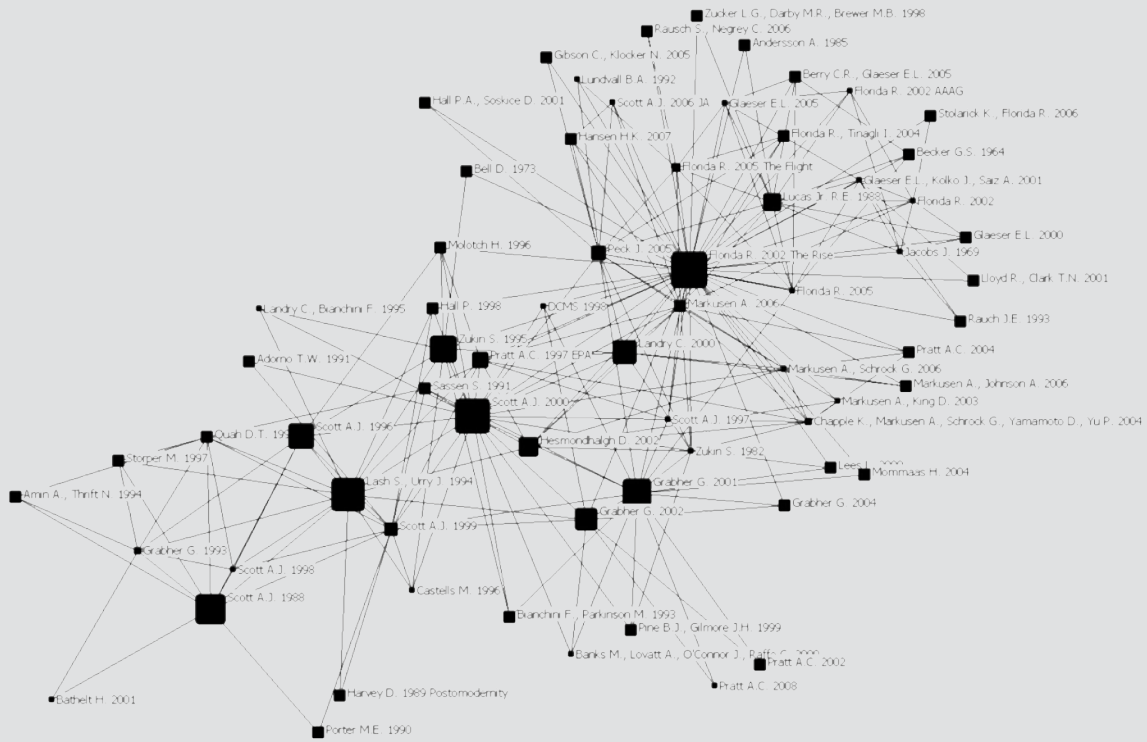 Zucker L.G., Darby M.R., Brewer M.B. 1998
Rausch S., Negrey C. 2006
Andersson A. 1985
Gibson C., Klocker N. 2005
Lundvall B.A. 1992
Berry C.R., Glaeser E.L. 2005
Florida R. 2002 AAAG
Hall P.A., Soskice D. 2001
Scott A.J. 2006 JA
Glaeser E.L. 2005
Stolarick K., Florida R. 2006
Hansen H.K. 2007
Florida R., Tinagli I. 2004
Becker G.S. 1964
Bell D. 1973
Florida R. 2005 The Flight
Glaeser E.L., Kolko J., Saiz A. 2001
Lucas Jr. R.E. 1988
Florida R. 2002
Glaeser E.L. 2000
Molotch H. 1996
Peck J. 2005
Florida R. 2002 The Rise
Jacobs J. 1969
Lloyd R., Clark T.N. 2001
Florida R. 2005
Landry C., Bianchini F. 1995
Hall P. 1998
DCMS 1998
Markusen A. 2006
Rauch J.E. 1993
Zukin S. 1995
Landry C. 2000
Pratt A.C. 2004
Adorno T.W. 1991
Pratt A.C. 1997 EPA
Markusen A., Schrock G. 2006
Sassen S. 1991
Markusen A., Johnson A. 2006
Scott A.J. 2000
Markusen A., King D. 2003
Scott A.J. 1997
Chapple K., Markusen A., Schrock G., Yamamoto D., Yu P. 2004
Quah D.T.
Scott A.J. 1996
Hesmondhalgh D. 2002
Zukin S. 1982
Storper M. 1997
Lees
Mommaas H. 2004
Lash S., Urry J. 1994
Grabher G. 2001
Amin A., Thrift N. 1994
Grabher G. 2004
Grabher G. 2002
Scott A.J. 1999
Grabher G. 1993
Scott A.J. 1998
Castells M. 1996
Scott A.J. 1988
Bianchini F., Parkinson M. 1993
Pine B.J., Gilmore J.H. 1999
Banks M., Lovatt A., O'Connor J., Raffo C.
Pratt A.C. 2002
Pratt A.C. 2008
Bathelt H. 2001
Harvey D. 1989 Postomodernity
Porter M.E. 1990